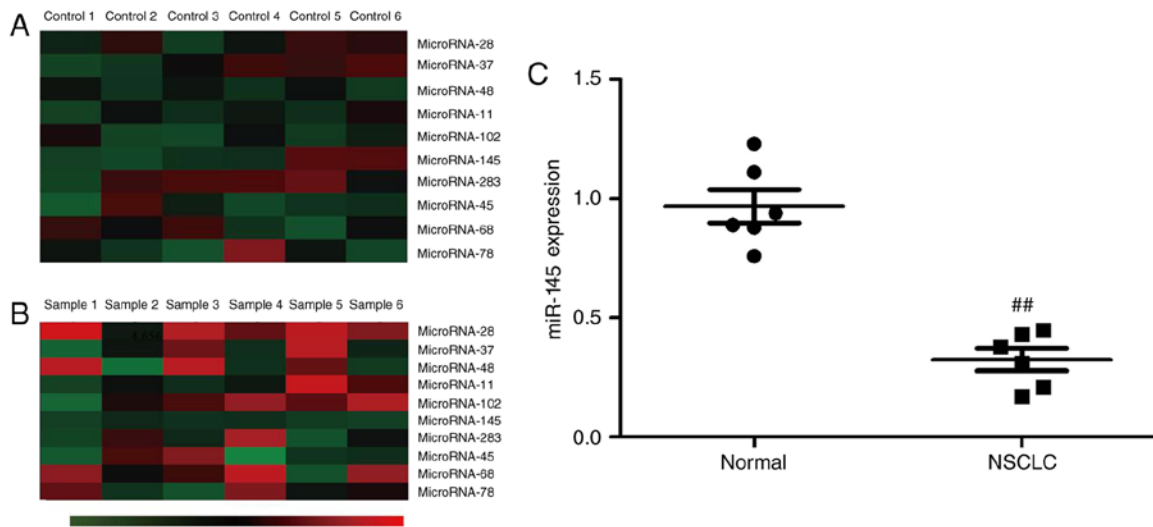 A
Control 1 Control 2 Control 3 Control 4 Control 5 Control 6
MicroRNA-28
MicroRNA-37
MicroRNA-48
MicroRNA-11
MicroRNA-102
MicroRNA-145
MicroRNA-283
MicroRNA-45
MicroRNA-68
MicroRNA-78
B
Sample 1 Sample 2 Sample 3 Sample 4 Sample 5 Sample 6
MicroRNA-28
MicroRNA-37
MicroRNA-48
MicroRNA-11
MicroRNA-102
MicroRNA-145
MicroRNA-283
MicroRNA-45
MicroRNA-68
MicroRNA-78
C
miR-145 expression
1.5
1.0
0.5
0.0
##
Normal NSCLC